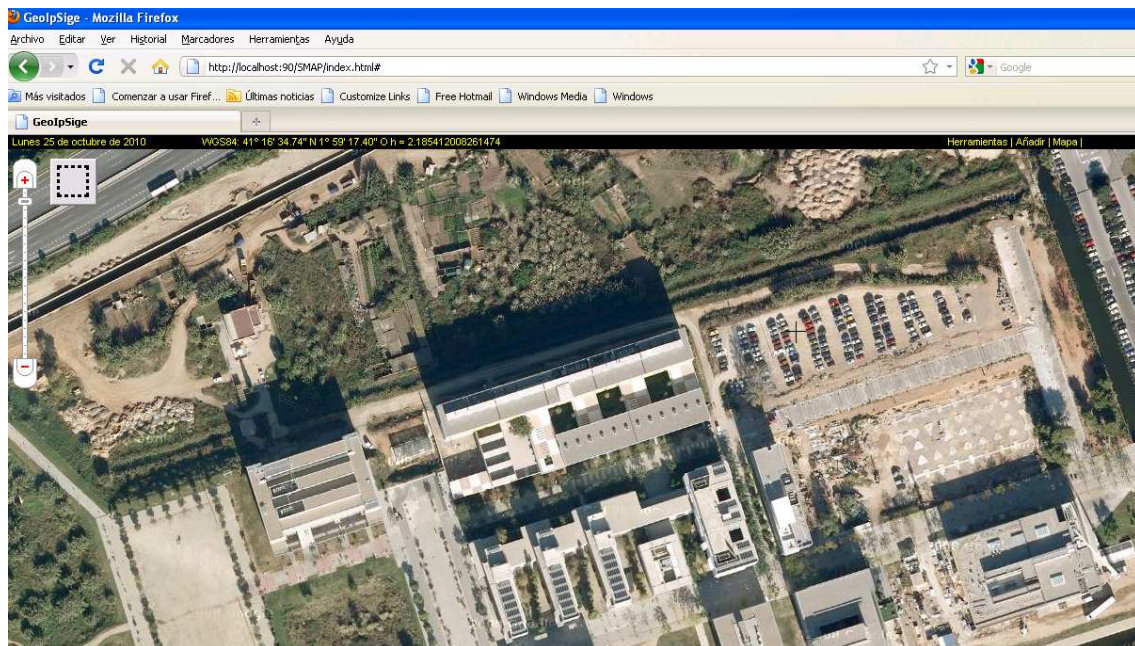 GeoIpSige - Mozilla Firefox
Archivo Editar Ver Historial Marcadores Herramientas Ayuda
http://localhost:90/SMAP/index.html#
Google
Más visitados Comenzar a usar Firef... Últimas noticias Customize Links Free Hotmail Windows Media Windows
GeoIpSige
Lunes 25 de octubre de 2010 WGS84: 41° 16' 34.74" N 1° 59' 17.40" O h = 2.185412008261474 Herramientas | Añadir | Mapa |